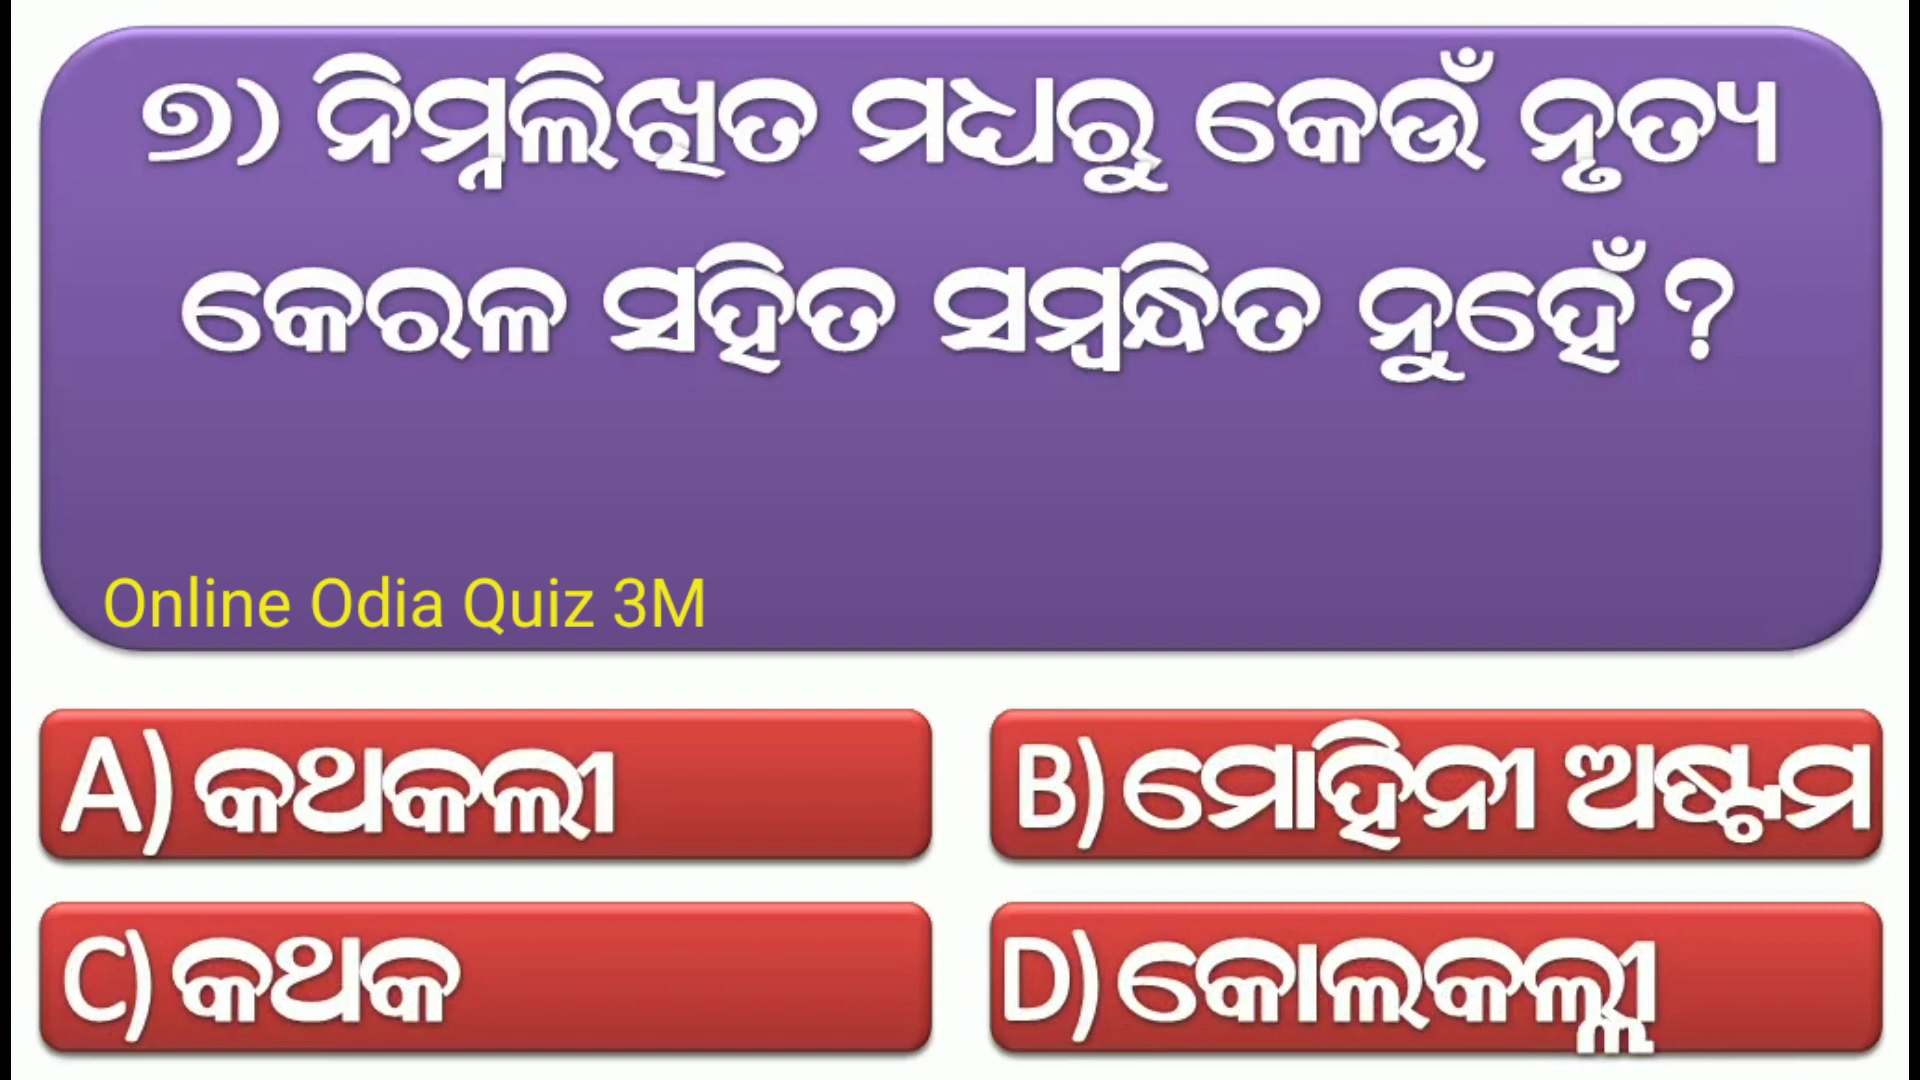 ୭) ନିମ୍ନଲିଖିତ ମଧ୍ୟରୁ କେଉଁ ନୃତ୍ୟ
କେରଳ ସହିତ ସମ୍ବନ୍ଧିତ ନୁହେଁ ?
Online Odia Quiz 3M
A) କଥକଲୀ
B) ମୋହିନୀ ଅଷ୍ଟମ
C) କଥକ
D) କୋଲକଲ୍ଲୀ